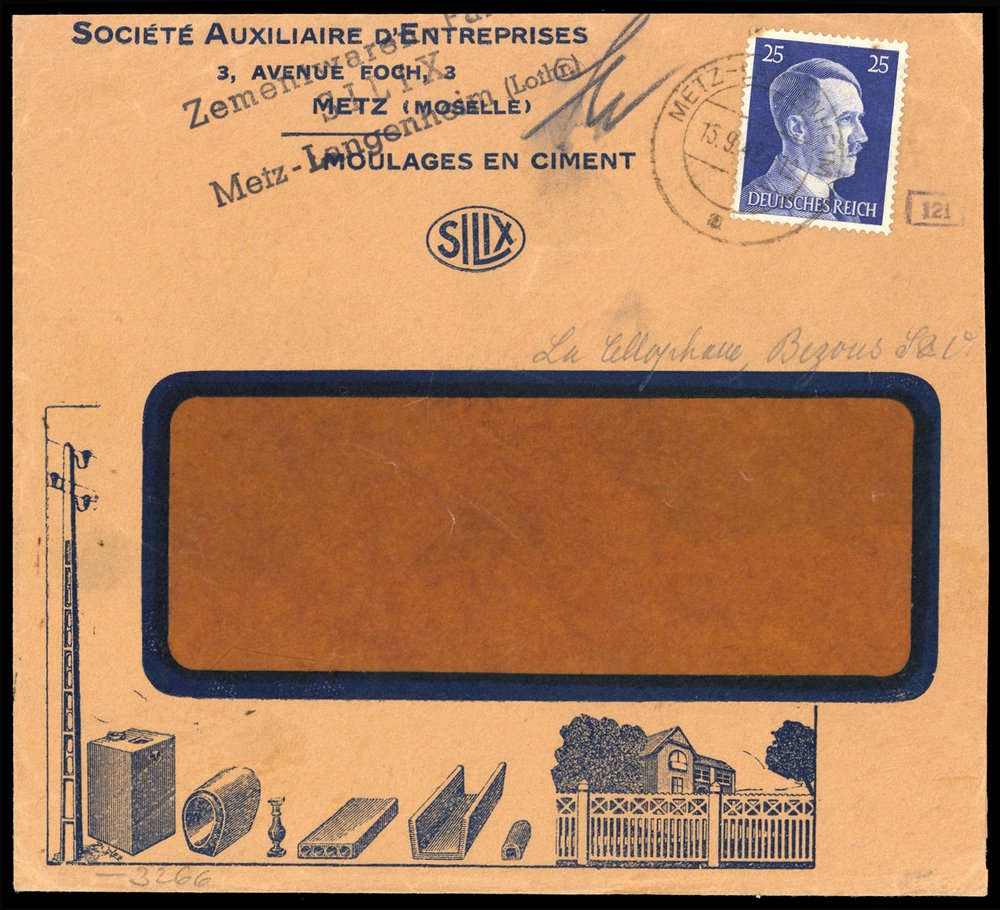 SOCIÉTÉ AUXILIAIRE D'ENTREPRISES
3, AVENUE FOCH, 3
METZ (MOSELLE)
MOULAGES EN CIMENT
SILIX
Zementwaren
SILIX
Metz-Langenheim (Lothr)
25 25
DEUTSCHES REICH
METZ
15.9.42
a
121
La Cellophane, Bezons S & O.
3266